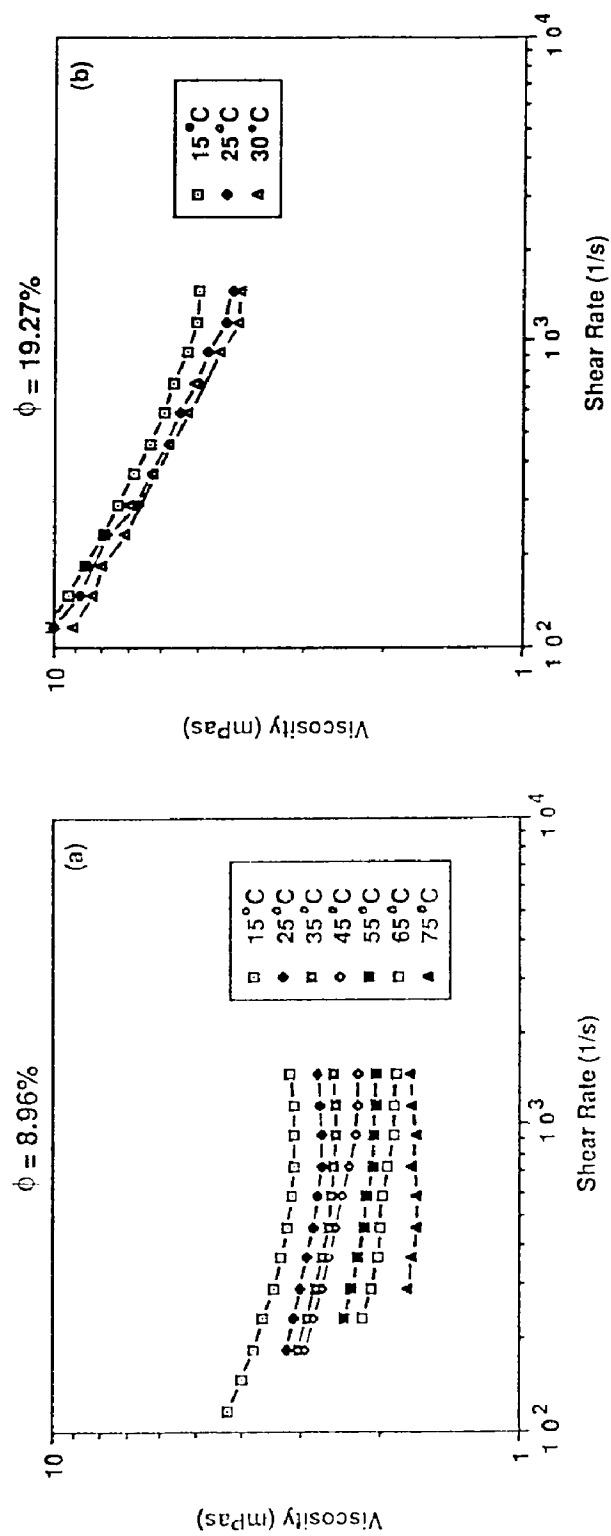 ϕ = 8.96%
(a)
10
1
Viscosity (mPas)
15°C
25°C
35°C
45°C
55°C
65°C
75°C
10²
10³
10⁴
Shear Rate (1/s)
ϕ = 19.27%
(b)
10
1
Viscosity (mPas)
15°C
25°C
30°C
10²
10³
10⁴
Shear Rate (1/s)